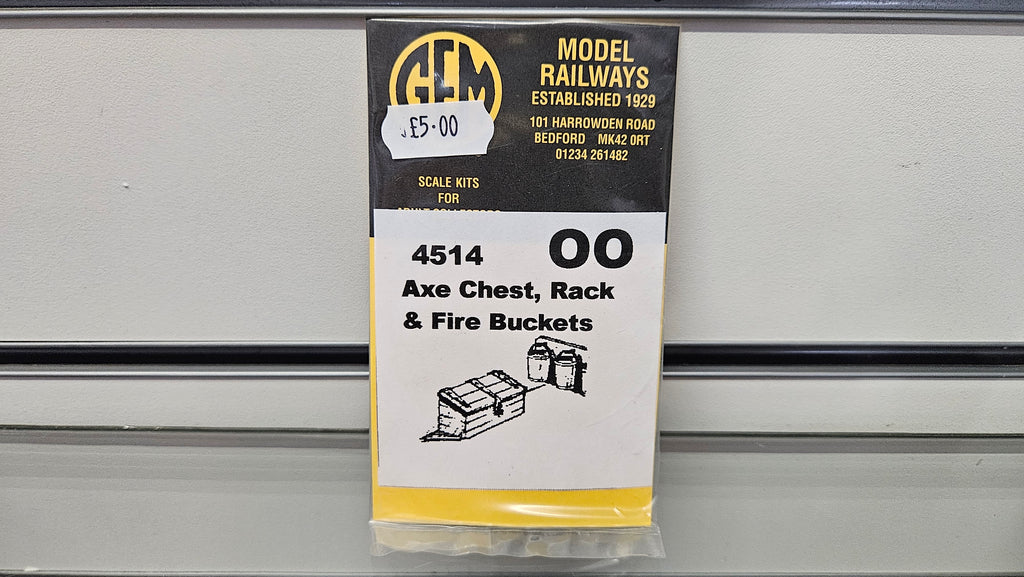 GEM
£5.00
MODEL
RAILWAYS
ESTABLISHED 1929
101 HARROWDEN ROAD
BEDFORD MK42 0RT
01234 261482
SCALE KITS
FOR
4514 OO
Axe Chest, Rack
& Fire Buckets